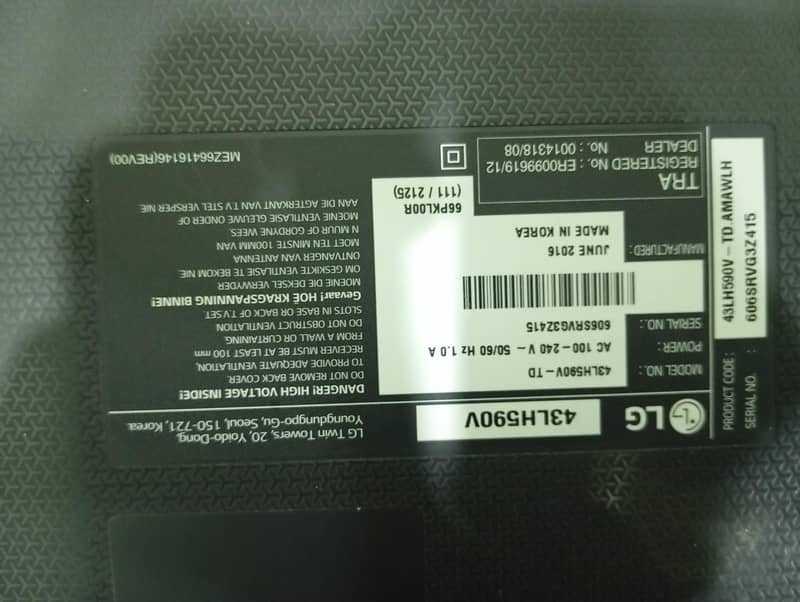 LG
43LH590V
LG Twin Towers, 20, Yoido-Dong,
Youngdungpo-Gu, Seoul, 150-721, Korea.
MODEL NO.: 43LH590V-TD
POWER: AC 100-240 V~ 50/60 Hz 1.0 A
SERIAL NO.: 606SRVG3Z415
MANUFACTURED: JUNE 2016
MADE IN KOREA
66PKL00R
(111 / 2125)
TRA
REGISTERED No.: ER0099619/12
DEALER No.: 0014318/08
DANGER! HIGH VOLTAGE INSIDE!
DO NOT REMOVE BACK COVER.
TO PROVIDE ADEQUATE VENTILATION,
RECEIVER MUST BE AT LEAST 100 mm
FROM A WALL OR CURTAINING.
DO NOT OBSTRUCT VENTILATION
SLOTS IN BASE OR BACK OF T.V SET.
Gevaar! HOE KRAGSPANNING BINNE!
MOENIE DIE DEKSEL VERWYDER
OM GESKIKTE VENTILASIE TE BEKOM NIE.
ONTVANGER VAN ANTENNA
MOET TEN MINSTE 100MM VAN
N MUUR OF GORDYNE WEES
MOENIE VENTILASIE GLEUWE ONDER OF
AAN DIE AGTERKANT VAN T.V STEL VERSPER NIE.
MEZ66416146(REV00)
PRODUCT CODE: 43LH590V-TD.AMAWLH
SERIAL NO. : 606SRVG3Z415